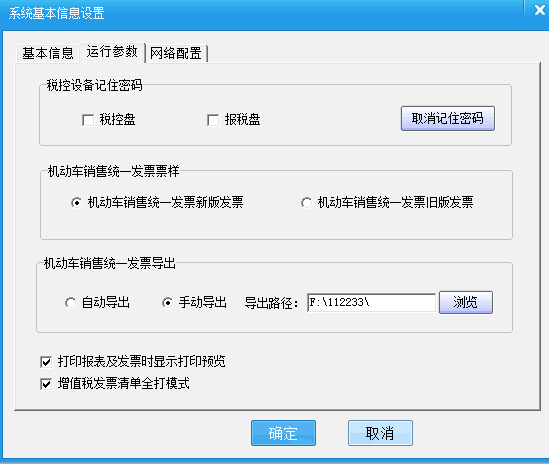 系统基本信息设置
基本信息 运行参数 网络配置
税控设备记住密码
税控盘 报税盘 取消记住密码
机动车销售统一发票票样
机动车销售统一发票新版发票 机动车销售统一发票旧版发票
机动车销售统一发票导出
自动导出 手动导出 导出路径: F:\112233\ 浏览
打印报表及发票时显示打印预览
增值税发票清单全打模式
确定 取消